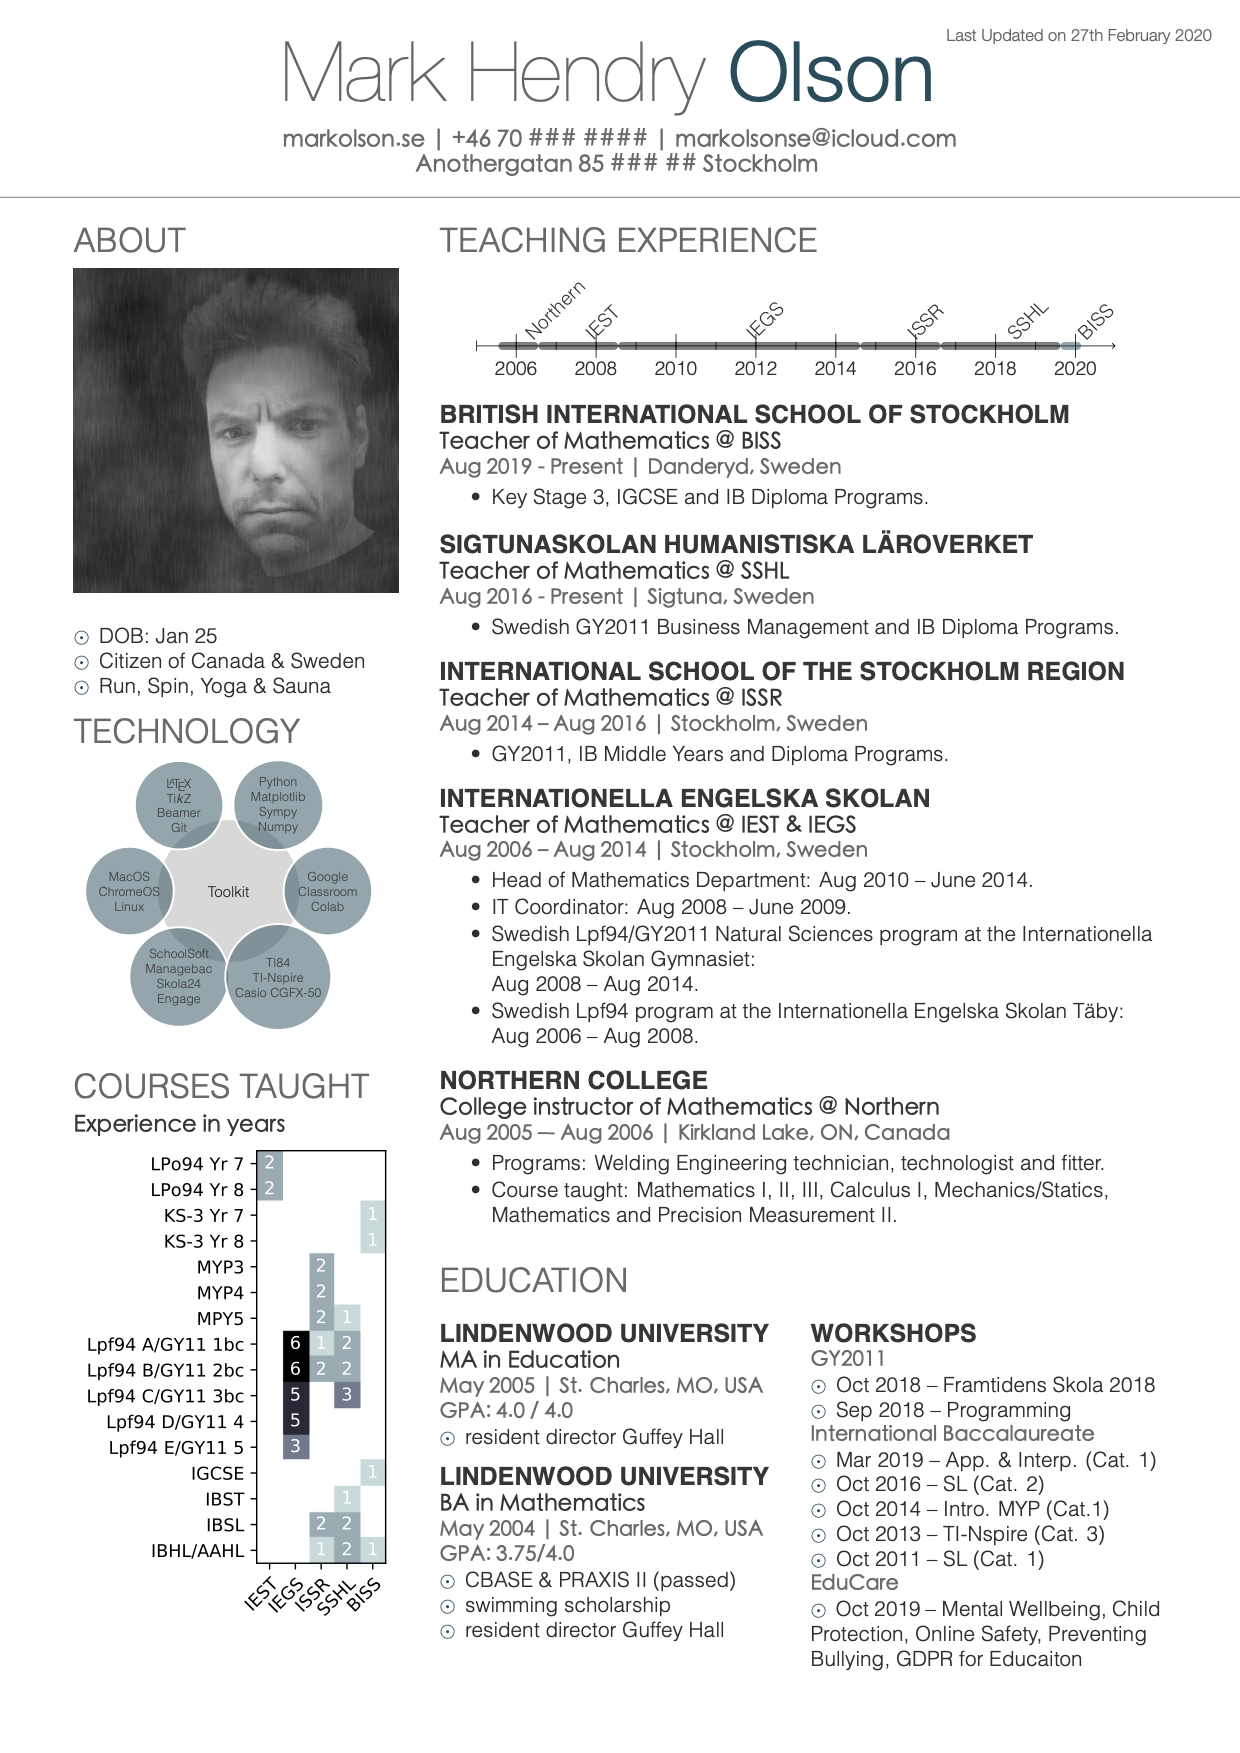 Last Updated on 27th February 2020
Mark Hendry Olson
markolson.se | +46 70 ### #### | markolsonse@icloud.com
Anothergatan 85 ### ## Stockholm
ABOUT
DOB: Jan 25
Citizen of Canada & Sweden
Run, Spin, Yoga & Sauna
TECHNOLOGY
LATEX
TikZ
Beamer
Git
Python
Matplotlib
Sympy
Numpy
MacOS
ChromeOS
Linux
Toolkit
Google
Classroom
Colab
SchoolSoft
Managebac
Skola24
Engage
TI84
TI-Nspire
Casio CGFX-50
COURSES TAUGHT
Experience in years
LPo94 Yr 7 2
LPo94 Yr 8 2
KS-3 Yr 7 1
KS-3 Yr 8 1
MYP3 2
MYP4 2
MPY5 2 1
Lpf94 A/GY11 1bc 6 1 2
Lpf94 B/GY11 2bc 6 2 2
Lpf94 C/GY11 3bc 5 3
Lpf94 D/GY11 4 5
Lpf94 E/GY11 5 3
IGCSE 1
IBST 1
IBSL 2 2
IBHL/AAHL 1 2 1
IEST IEGS ISSR SSHL BISS
TEACHING EXPERIENCE
Northern IEST IEGS ISSR SSHL BISS
2006 2008 2010 2012 2014 2016 2018 2020
BRITISH INTERNATIONAL SCHOOL OF STOCKHOLM
Teacher of Mathematics @ BISS
Aug 2019 - Present | Danderyd, Sweden
• Key Stage 3, IGCSE and IB Diploma Programs.
SIGTUNASKOLAN HUMANISTISKA LÄROVERKET
Teacher of Mathematics @ SSHL
Aug 2016 - Present | Sigtuna, Sweden
• Swedish GY2011 Business Management and IB Diploma Programs.
INTERNATIONAL SCHOOL OF THE STOCKHOLM REGION
Teacher of Mathematics @ ISSR
Aug 2014 – Aug 2016 | Stockholm, Sweden
• GY2011, IB Middle Years and Diploma Programs.
INTERNATIONELLA ENGELSKA SKOLAN
Teacher of Mathematics @ IEST & IEGS
Aug 2006 – Aug 2014 | Stockholm, Sweden
• Head of Mathematics Department: Aug 2010 – June 2014.
• IT Coordinator: Aug 2008 – June 2009.
• Swedish Lpf94/GY2011 Natural Sciences program at the Internationella
Engelska Skolan Gymnasiet:
Aug 2008 – Aug 2014.
• Swedish Lpf94 program at the Internationella Engelska Skolan Täby:
Aug 2006 – Aug 2008.
NORTHERN COLLEGE
College instructor of Mathematics @ Northern
Aug 2005 — Aug 2006 | Kirkland Lake, ON, Canada
• Programs: Welding Engineering technician, technologist and fitter.
• Course taught: Mathematics I, II, III, Calculus I, Mechanics/Statics,
Mathematics and Precision Measurement II.
EDUCATION
LINDENWOOD UNIVERSITY
MA in Education
May 2005 | St. Charles, MO, USA
GPA: 4.0 / 4.0
resident director Guffey Hall
LINDENWOOD UNIVERSITY
BA in Mathematics
May 2004 | St. Charles, MO, USA
GPA: 3.75/4.0
CBASE & PRAXIS II (passed)
swimming scholarship
resident director Guffey Hall
WORKSHOPS
GY2011
Oct 2018 – Framtidens Skola 2018
Sep 2018 – Programming
International Baccalaureate
Mar 2019 – App. & Interp. (Cat. 1)
Oct 2016 – SL (Cat. 2)
Oct 2014 – Intro. MYP (Cat.1)
Oct 2013 – TI-Nspire (Cat. 3)
Oct 2011 – SL (Cat. 1)
EduCare
Oct 2019 – Mental Wellbeing, Child
Protection, Online Safety, Preventing
Bullying, GDPR for Educaiton